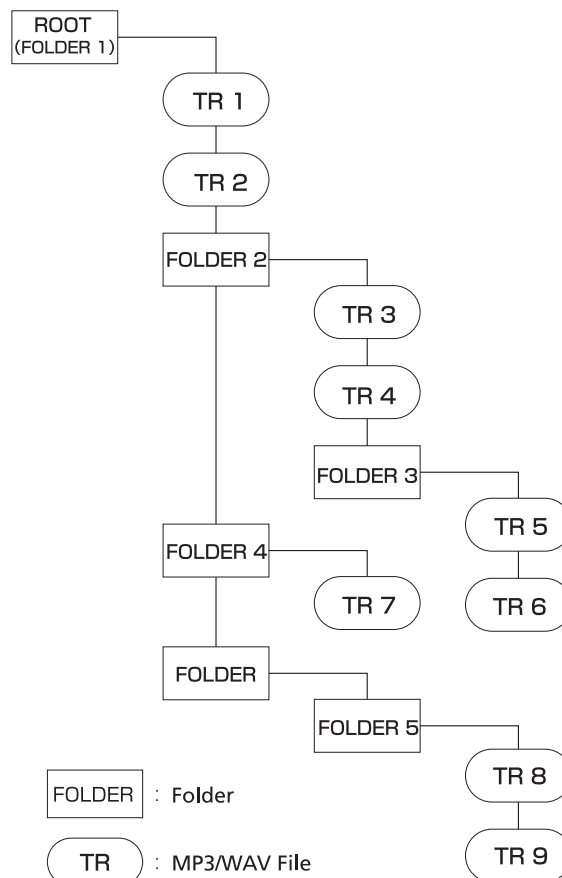 ROOT
(FOLDER 1)
TR 1
TR 2
FOLDER 2
TR 3
TR 4
FOLDER 3
TR 5
FOLDER 4
TR 6
TR 7
FOLDER
FOLDER 5
TR 8
FOLDER : Folder
TR 9
TR : MP3/WAV File